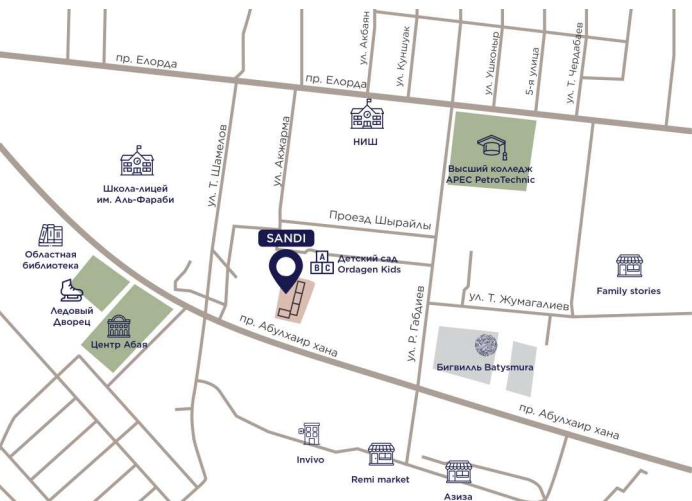 пр. Елорда
пр. Елорда
ул. Акбаян
ул. Куншуак
ул. Ушконыр
5-я улица
ул. Т. Чердабаев
НИШ
Высший колледж
APEC PetroTechnic
Школа-лицей
им. Аль-Фараби
ул. Т. Шамелов
ул. Акжарма
Проезд Шырайлы
SANDI
A
B C
Детский сад
Ordagen Kids
Областная
библиотека
Ледовый
Дворец
Центр Абая
пр. Абулхаир хана
ул. Р. Габдиев
ул. Т. Жумагалиев
Family stories
Бигвилль Batysmura
пр. Абулхаир хана
Invivo
Remi market
Азиза